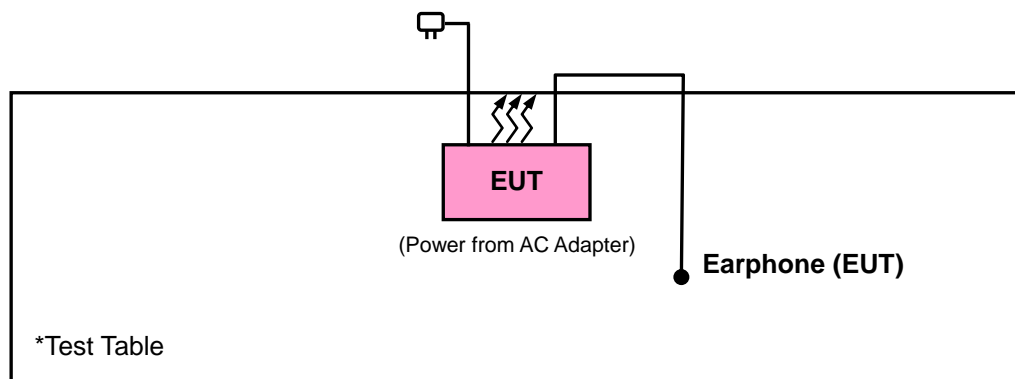 EUT
(Power from AC Adapter)
Earphone (EUT)
*Test Table